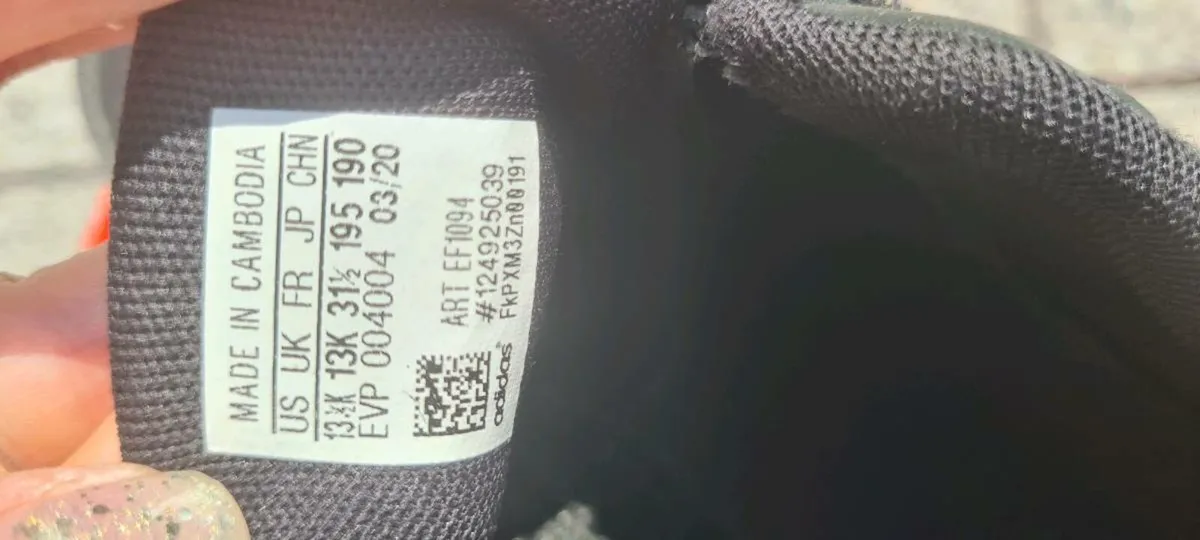 MADE IN CAMBODIA
US UK FR JP CHN
13½K 13K 31½ 195 190
EVP 004004 03/20
ART EF1094
#124925039
FkPXM3Zn00191
adidas®